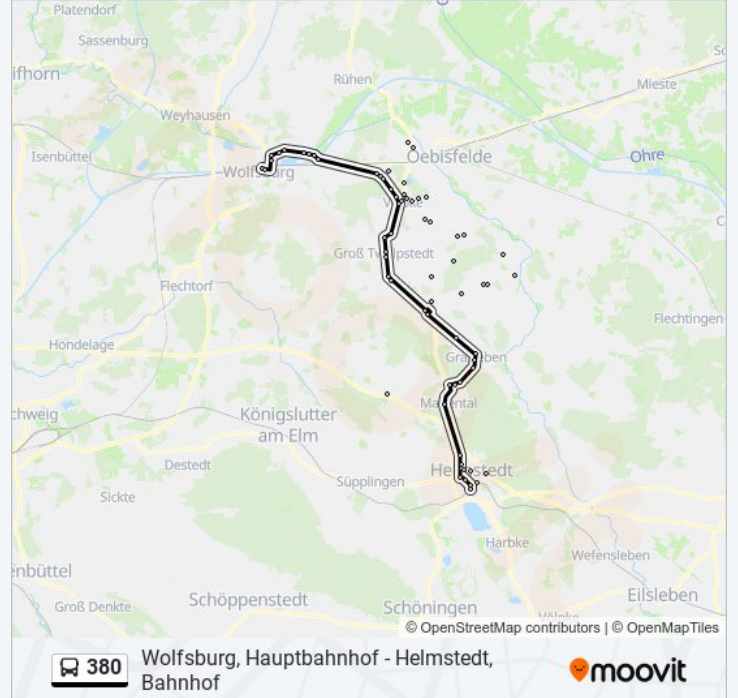 Platendorf
Sassenburg
ifhorn
Rühen
Mieste
Weyhausen
Isenbüttel
Oebisfelde
Ohre
Wolfsburg
Groß Twülpstedt
Flechtorf
Flechtingen
Hondelage
Grasleben
chweig
Königslutter
am Elm
Mariental
Destedt
Süpplingen
Helmstedt
Sickte
Harbke
Wefensleben
enbüttel
Eilsleben
Groß Denkte
Schöppenstedt
Schöningen
Völpke
© OpenStreetMap contributors | © OpenMapTiles
380
Wolfsburg, Hauptbahnhof - Helmstedt,
Bahnhof
moovit